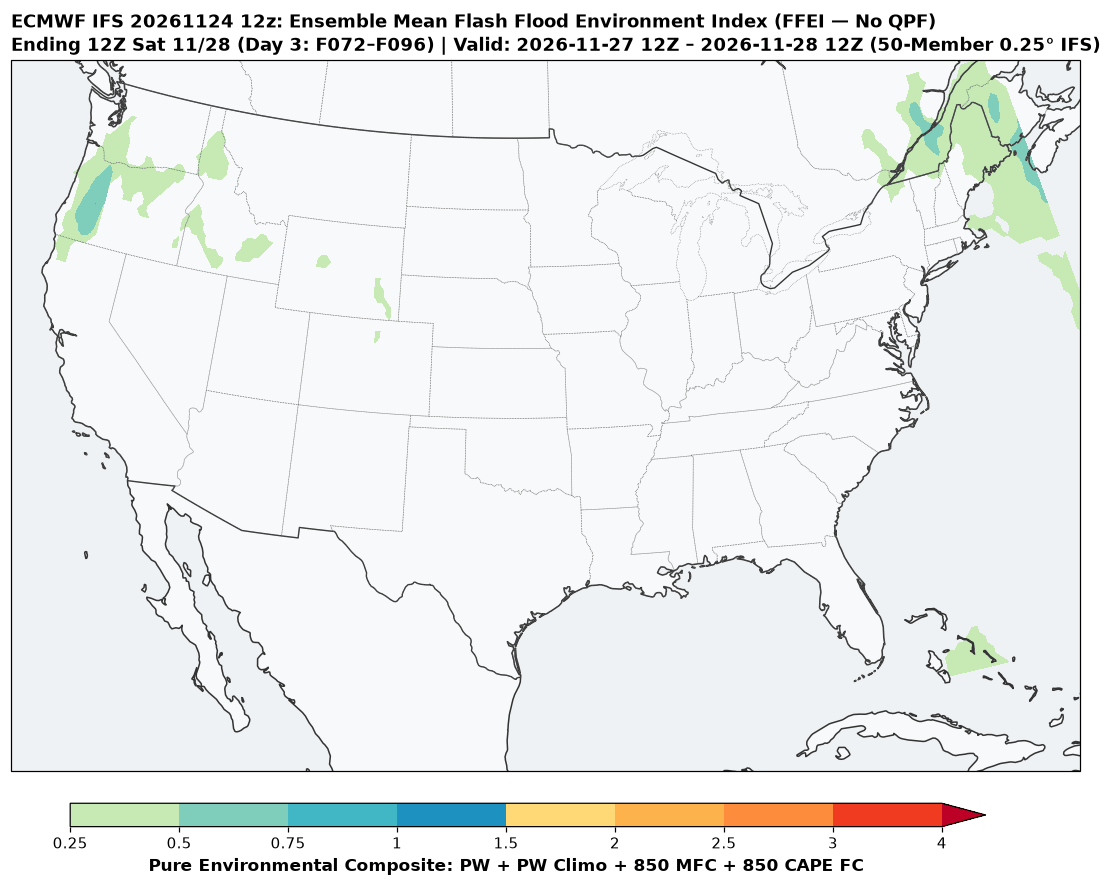 ECMWF IFS 20261124 12z: Ensemble Mean Flash Flood Environment Index (FFEI — No QPF)
Ending 12Z Sat 11/28 (Day 3: F072–F096) | Valid: 2026-11-27 12Z – 2026-11-28 12Z (50-Member 0.25° IFS)
0.25 0.5 0.75 1 1.5 2 2.5 3 4
Pure Environmental Composite: PW + PW Climo + 850 MFC + 850 CAPE FC